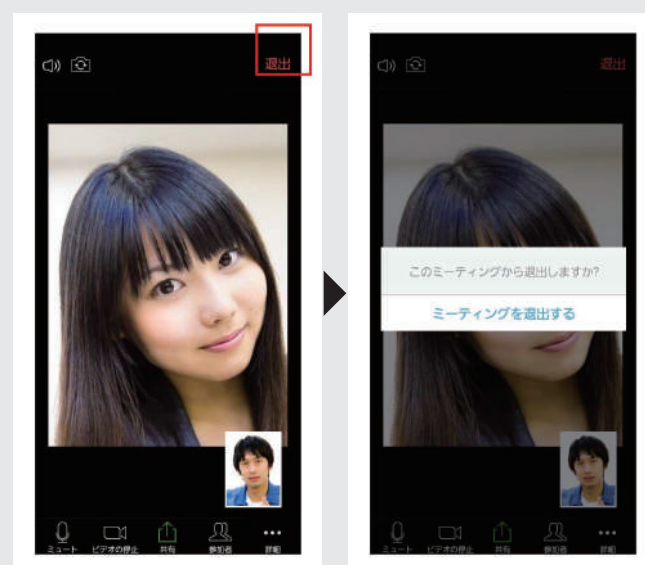 退出
ミュート ビデオの停止 共有 参加者 詳細
退出
このミーティングから退出しますか?
ミーティングを退出する
ミュート ビデオの停止 共有 参加者 詳細